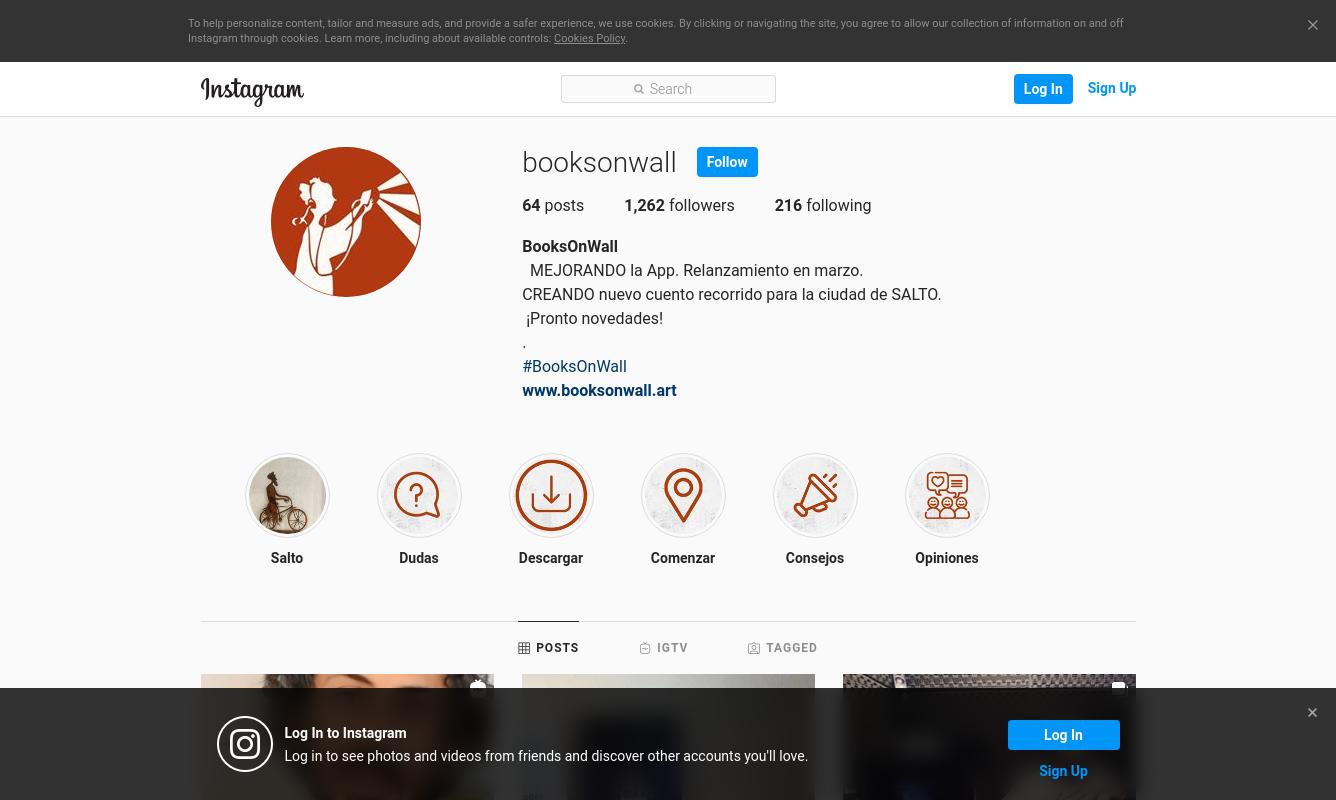 To help personalize content, tailor and measure ads, and provide a safer experience, we use cookies. By clicking or navigating the site, you agree to allow our collection of information on and off
Instagram through cookies. Learn more, including about available controls: Cookies Policy.
Instagram
Search
Log In
Sign Up
booksonwall
Follow
64 posts
1,262 followers
216 following
BooksOnWall
MEJORANDO la App. Relanzamiento en marzo.
CREANDO nuevo cuento recorrido para la ciudad de SALTO.
¡Pronto novedades!
.
#BooksOnWall
www.booksonwall.art
Salto
Dudas
Descargar
Comenzar
Consejos
Opiniones
POSTS
IGTV
TAGGED
Log In to Instagram
Log in to see photos and videos from friends and discover other accounts you'll love.
Log In
Sign Up